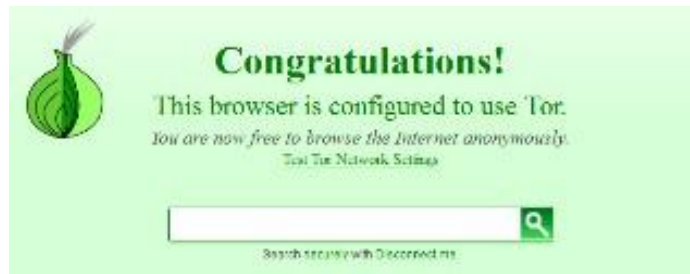 Congratulations!
This browser is configured to use Tor.
You are now free to browse the Internet anonymously.
Test Tor Network Settings
Search securely with Disconnect.me.